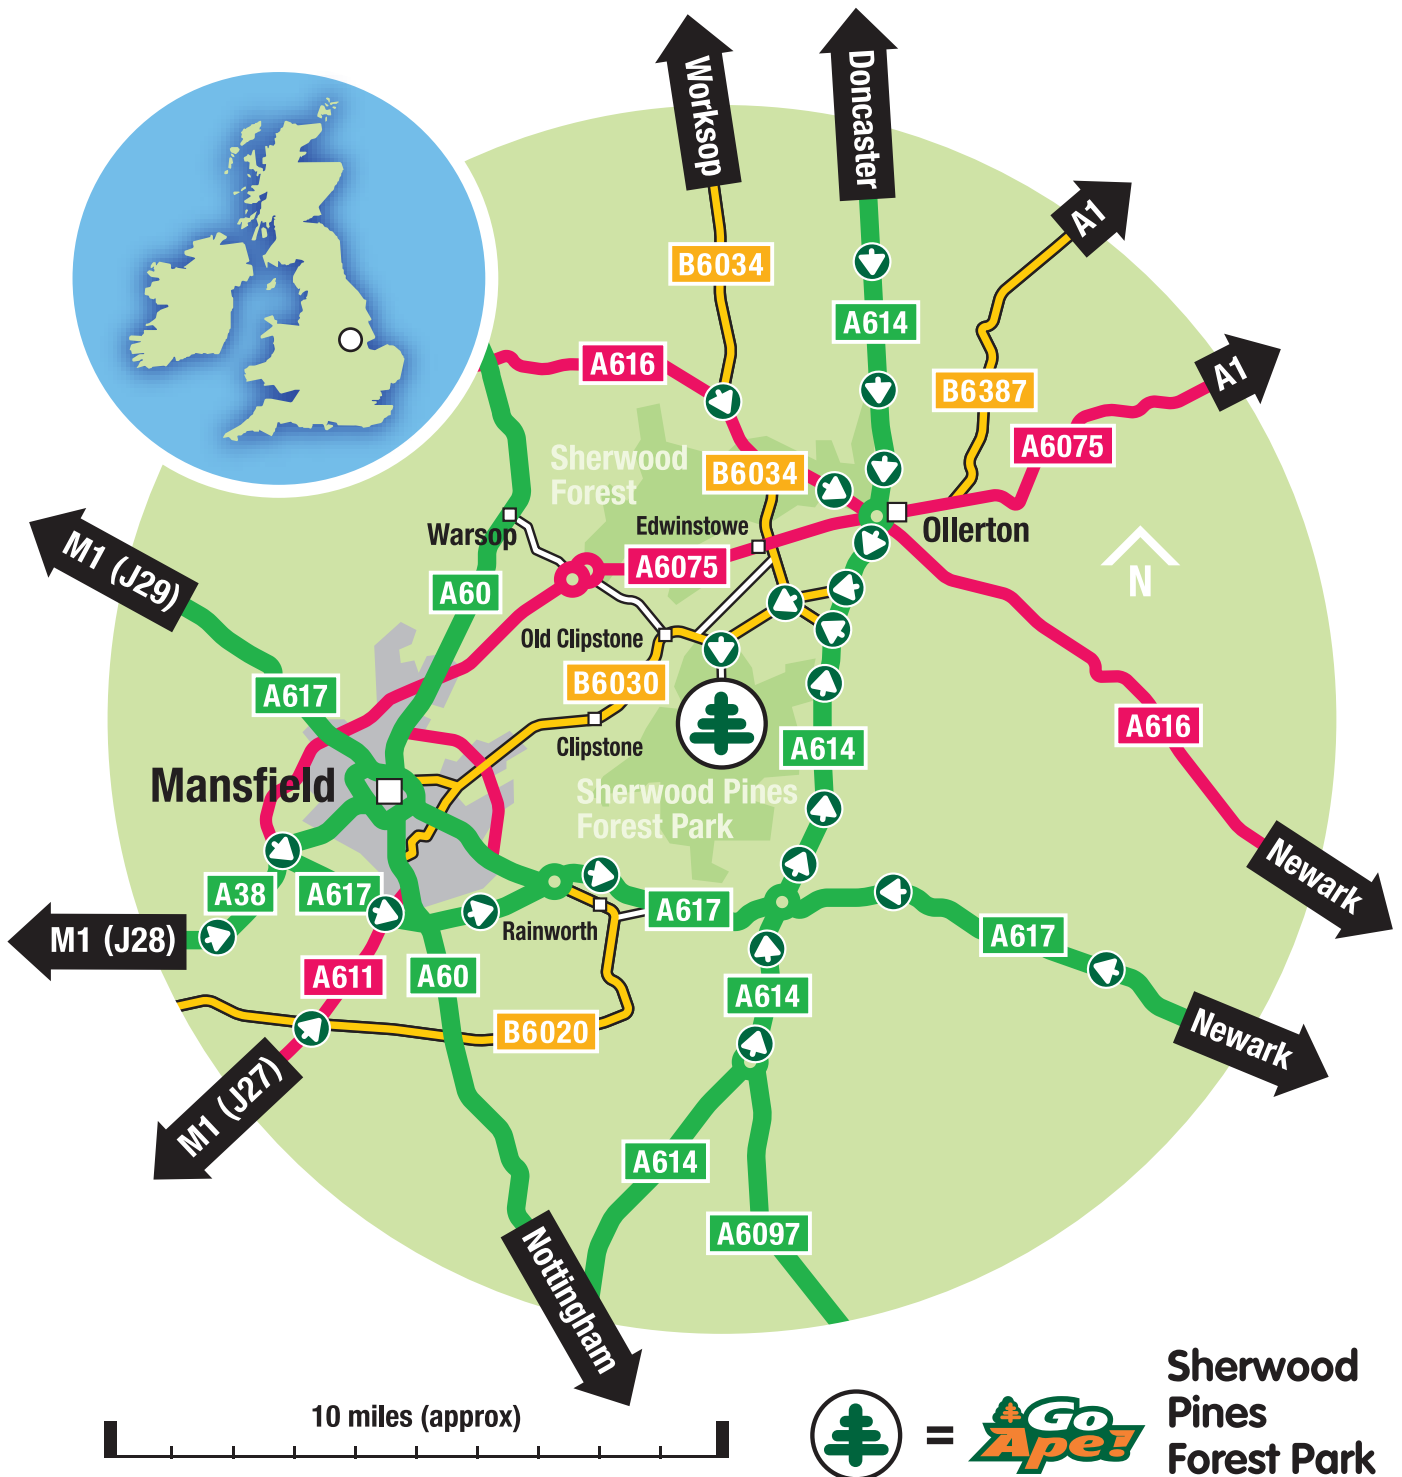 Worksop
Doncaster
A1
B6034
A614
A616
B6387
A1
A6075
Sherwood
Forest
B6034
Warsop
Edwinstowe
Ollerton
M1 (J29)
A6075
N
A60
Old Clipstone
A617
B6030
A616
Clipstone
A614
Mansfield
Sherwood Pines
Forest Park
Newark
A38
A617
A617
Rainworth
A617
M1 (J28)
A611
A60
A614
Newark
B6020
M1 (J27)
A614
A6097
Nottingham
10 miles (approx)
=
Go
Ape!
Sherwood
Pines
Forest Park